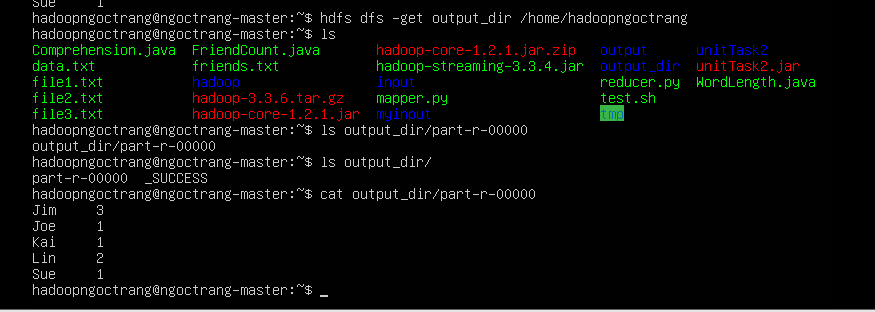 Sue     1
hadoopngoctrang@ngoctrang-master:~$ hdfs dfs -get output_dir /home/hadoopngoctrang
hadoopngoctrang@ngoctrang-master:~$ ls
Comprehension.java  FriendCount.java       hadoop-core-1.2.1.jar.zip   output      unitTask2
data.txt            friends.txt            hadoop-streaming-3.3.4.jar  output_dir  unitTask2.jar
file1.txt           hadoop                 input                       reducer.py  WordLength.java
file2.txt           hadoop-3.3.6.tar.gz    mapper.py                   test.sh
file3.txt           hadoop-core-1.2.1.jar  myinput                     tmp
hadoopngoctrang@ngoctrang-master:~$ ls output_dir/part-r-00000
output_dir/part-r-00000
hadoopngoctrang@ngoctrang-master:~$ ls output_dir/
part-r-00000  _SUCCESS
hadoopngoctrang@ngoctrang-master:~$ cat output_dir/part-r-00000
Jim     3
Joe     1
Kai     1
Lin     2
Sue     1
hadoopngoctrang@ngoctrang-master:~$ _